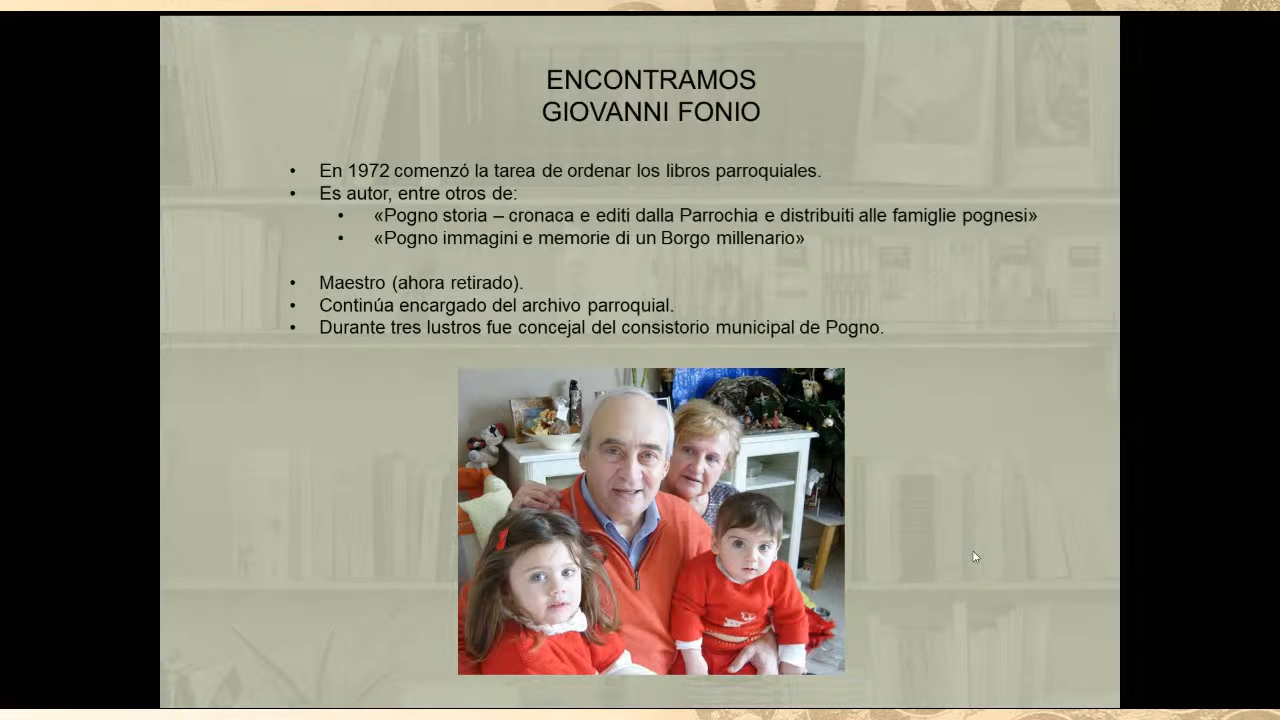 ENCONTRAMOS
GIOVANNI FONIO
• En 1972 comenzó la tarea de ordenar los libros parroquiales.
• Es autor, entre otros de:
• «Pogno storia – cronaca e editi dalla Parrochia e distribuiti alle famiglie pognesi»
• «Pogno immagini e memorie di un Borgo millenario»
• Maestro (ahora retirado).
• Continúa encargado del archivo parroquial.
• Durante tres lustros fue concejal del consistorio municipal de Pogno.